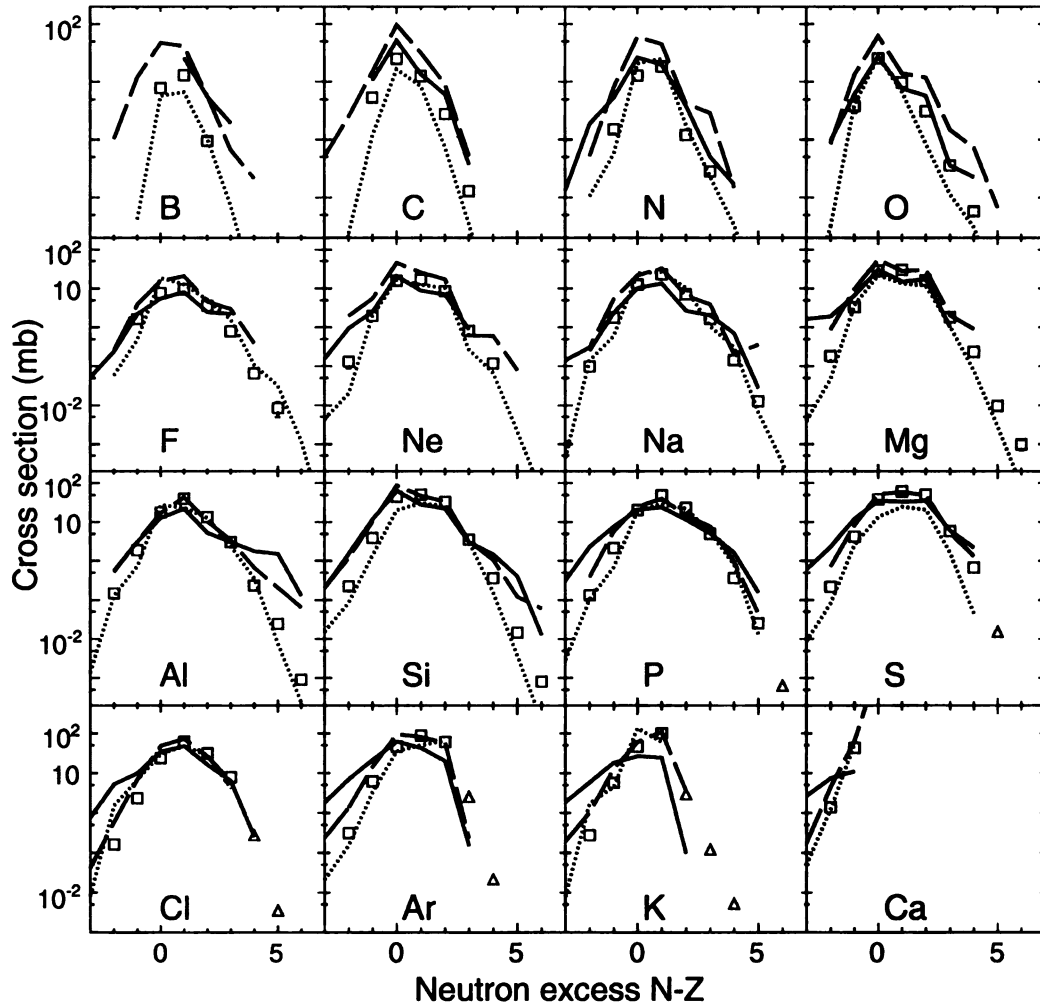 10²
B
C
N
O
10²
10
10⁻²
F
Ne
Na
Mg
10²
10
10⁻²
Al
Si
P
S
10²
10
10⁻²
Cl
Ar
K
Ca
0 5 0 5 0 5 0 5
Cross section (mb)
Neutron excess N-Z